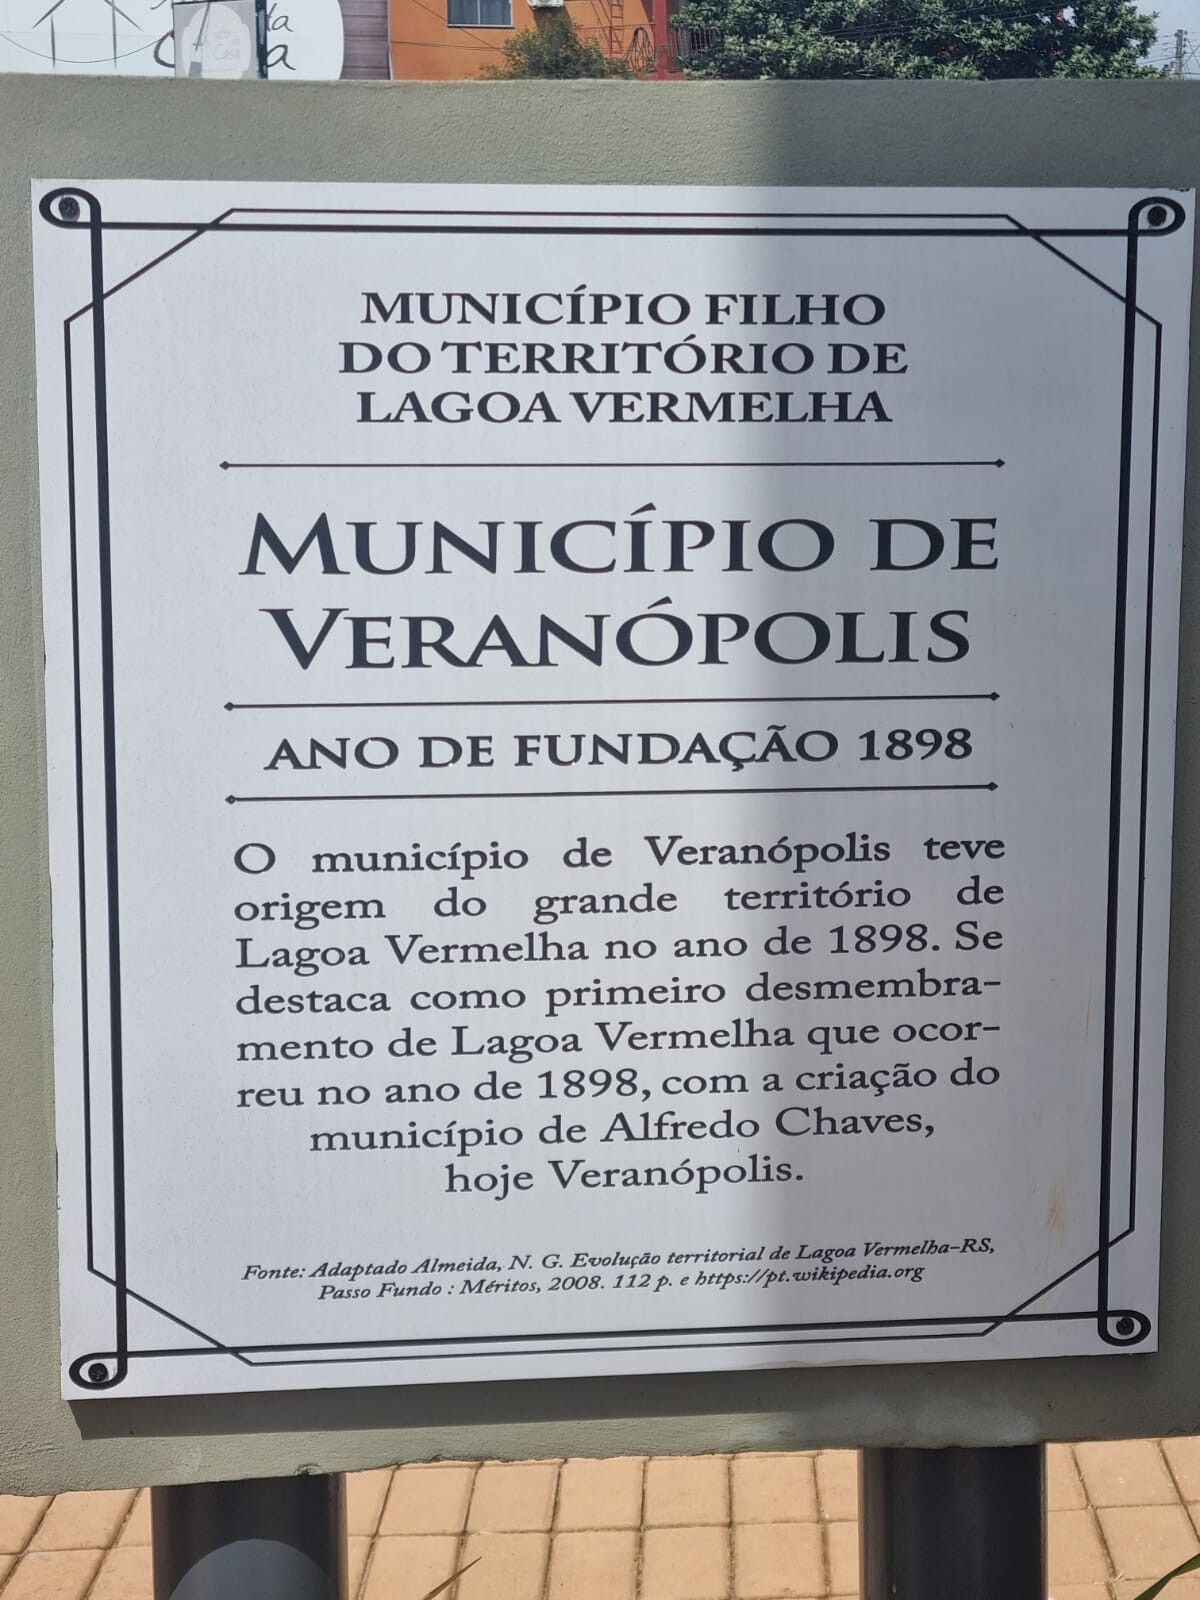 da
Casa
MUNICÍPIO FILHO
DO TERRITÓRIO DE
LAGOA VERMELHA
MUNICÍPIO DE
VERANÓPOLIS
ANO DE FUNDAÇÃO 1898
O município de Veranópolis teve
origem do grande território de
Lagoa Vermelha no ano de 1898. Se
destaca como primeiro desmembra-
mento de Lagoa Vermelha que ocor-
reu no ano de 1898, com a criação do
município de Alfredo Chaves,
hoje Veranópolis.
Fonte: Adaptado Almeida, N. G. Evolução territorial de Lagoa Vermelha-RS,
Passo Fundo : Méritos, 2008. 112 p. e https://pt.wikipedia.org